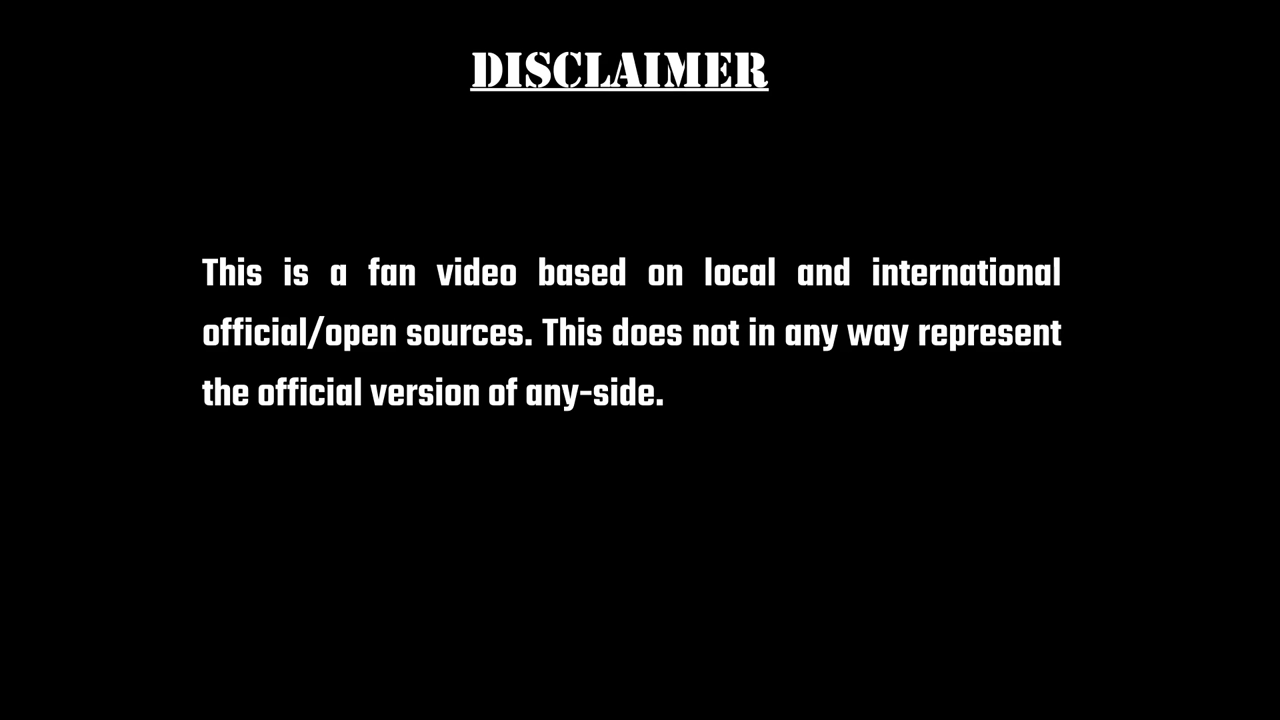 DISCLAIMER
This is a fan video based on local and international
official/open sources. This does not in any way represent
the official version of any-side.